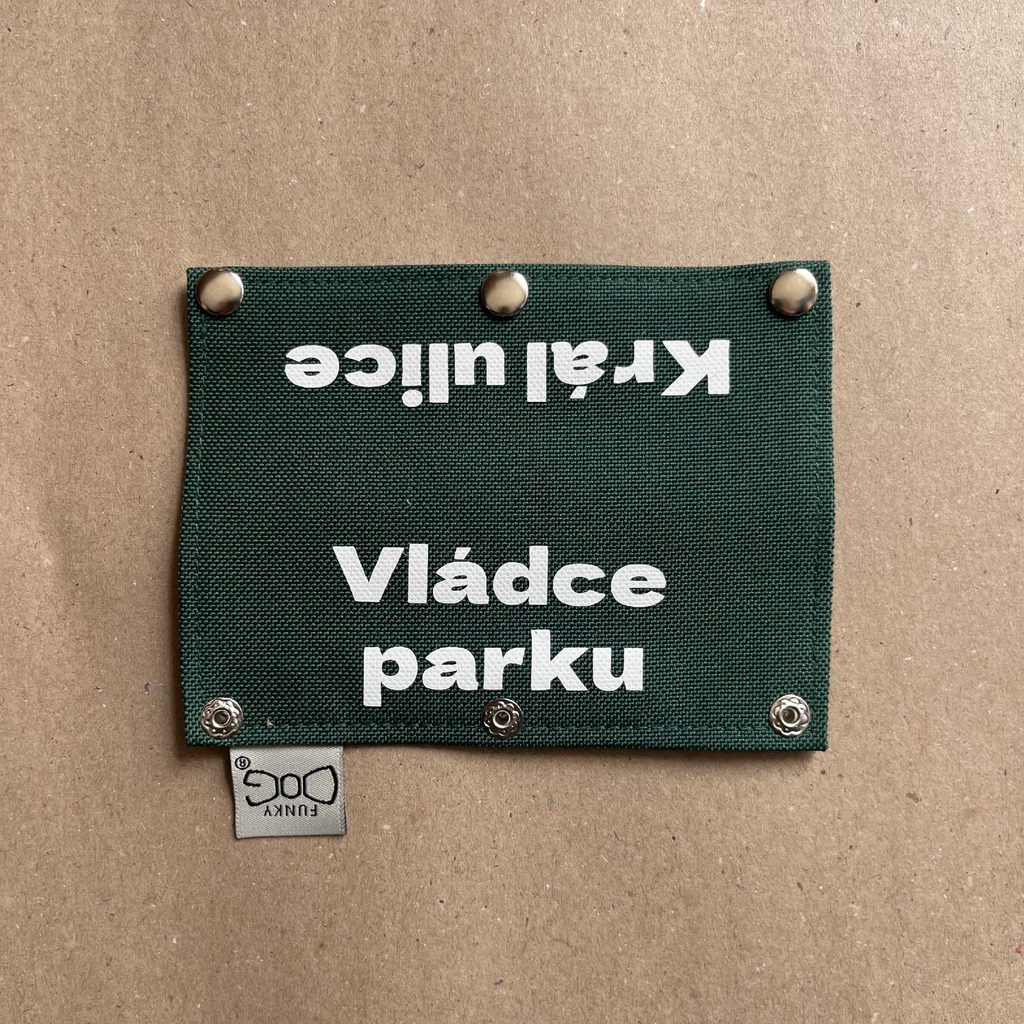 Král ulice
Vládce
parku
FUNKY
DOG®